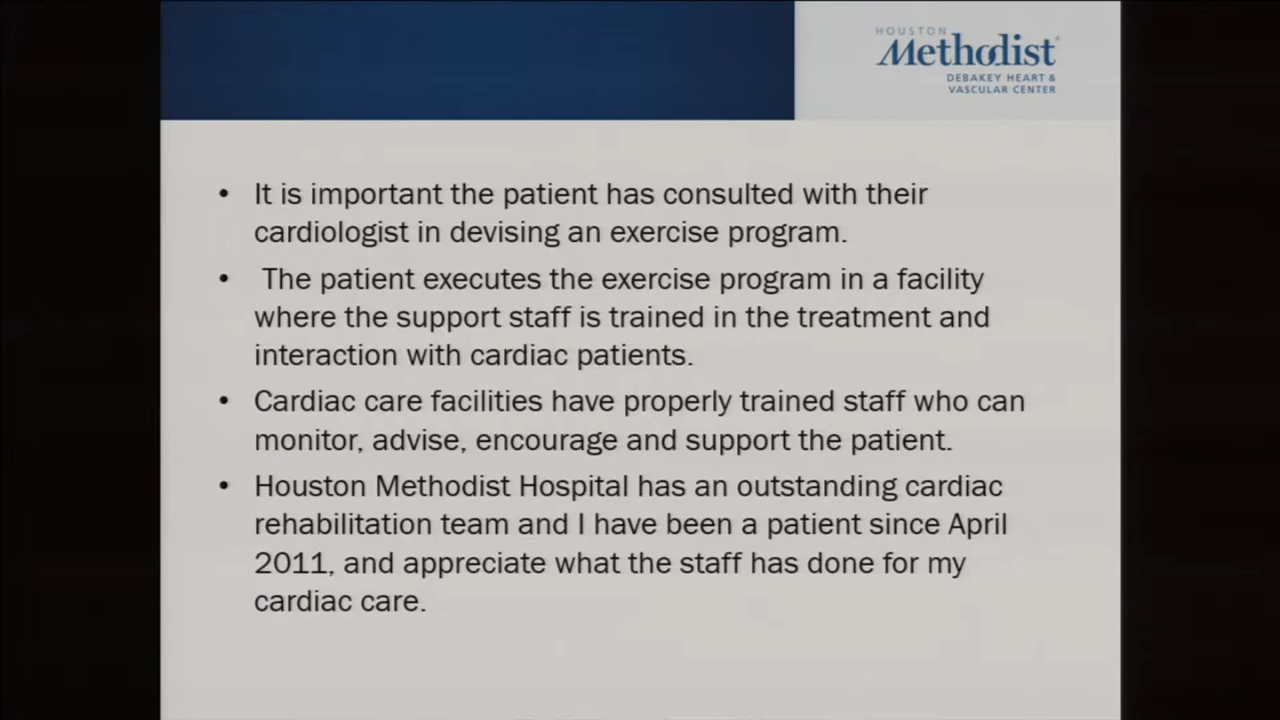 HOUSTON
Methodist
DEBAKEY HEART &
VASCULAR CENTER
• It is important the patient has consulted with their
cardiologist in devising an exercise program.
• The patient executes the exercise program in a facility
where the support staff is trained in the treatment and
interaction with cardiac patients.
• Cardiac care facilities have properly trained staff who can
monitor, advise, encourage and support the patient.
• Houston Methodist Hospital has an outstanding cardiac
rehabilitation team and I have been a patient since April
2011, and appreciate what the staff has done for my
cardiac care.